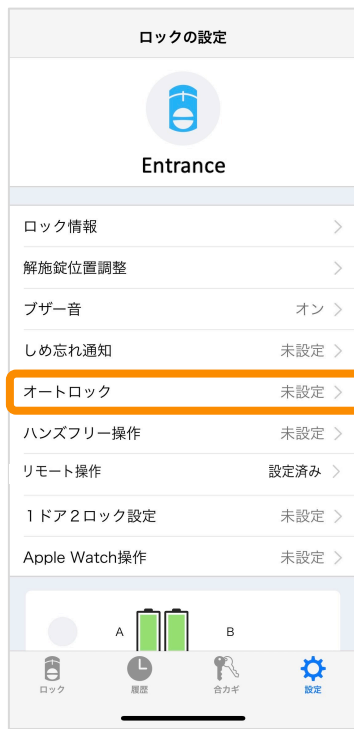 ロックの設定
Entrance
ロック情報
解施錠位置調整
ブザー音 オン
しめ忘れ通知 未設定
オートロック 未設定
ハンズフリー操作 未設定
リモート操作 設定済み
1ドア2ロック設定 未設定
Apple Watch操作 未設定
A B
ロック 履歴 合カギ 設定